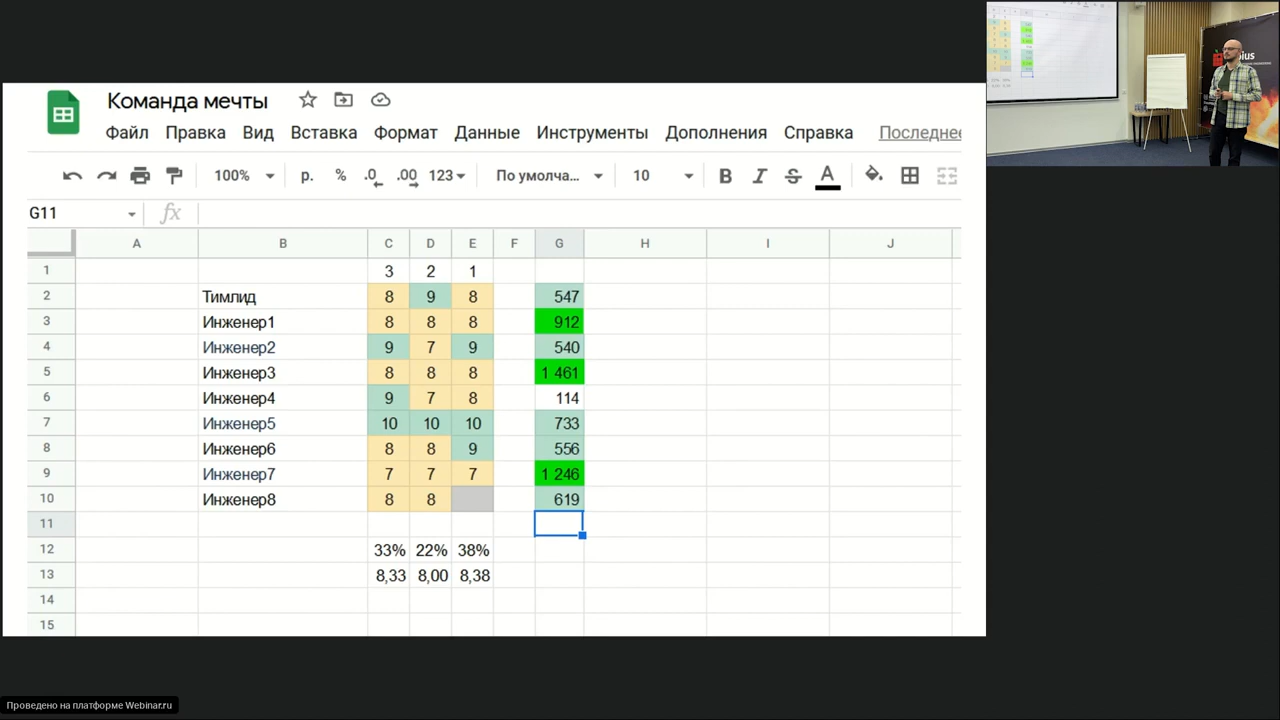 Команда мечты
Файл Правка Вид Вставка Формат Данные Инструменты Дополнения Справка Последнее
100% р. % .0 .00 123 По умолча... 10 B I S A
G11 fx
A B C D E F G H I J
1 3 2 1
2 Тимлид 8 9 8 547
3 Инженер1 8 8 8 912
4 Инженер2 9 7 9 540
5 Инженер3 8 8 8 1 461
6 Инженер4 9 7 8 114
7 Инженер5 10 10 10 733
8 Инженер6 8 8 9 556
9 Инженер7 7 7 7 1 246
10 Инженер8 8 8 619
11
12 33% 22% 38%
13 8,33 8,00 8,38
14
15
Проведено на платформе Webinar.ru